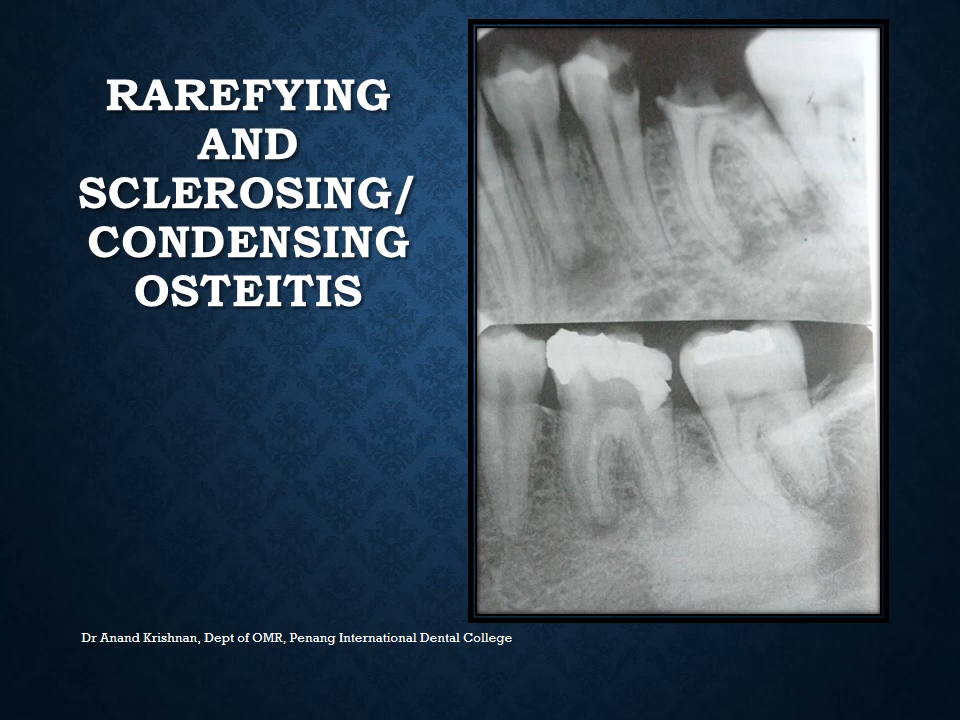 RAREFYING
AND
SCLEROSING/
CONDENSING
OSTEITIS
Dr Anand Krishnan, Dept of OMR, Penang International Dental College